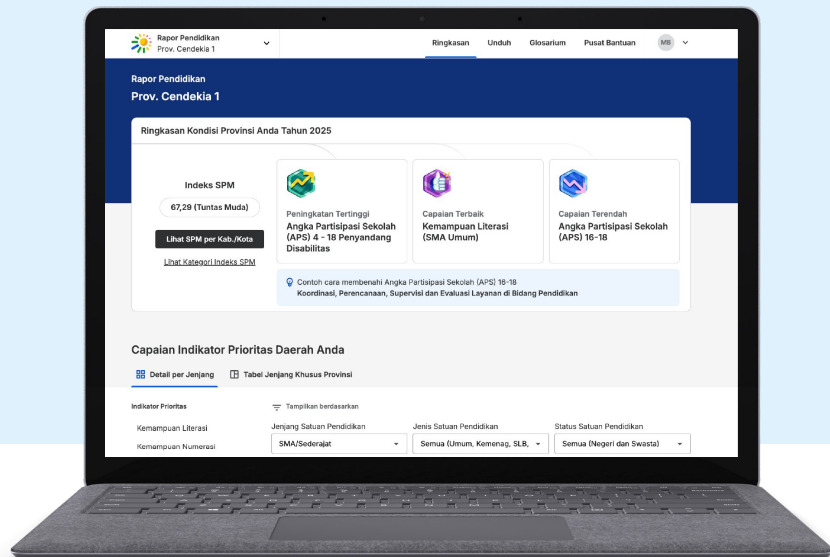 Rapor Pendidikan
Prov. Cendekia 1
Ringkasan
Unduh
Glosarium
Pusat Bantuan
MB
Rapor Pendidikan
Prov. Cendekia 1
Ringkasan Kondisi Provinsi Anda Tahun 2025
Indeks SPM
67,29 (Tuntas Muda)
Lihat SPM per Kab./Kota
Lihat Kategori Indeks SPM
Peningkatan Tertinggi
Angka Partisipasi Sekolah
(APS) 4 - 18 Penyandang
Disabilitas
Capaian Terbaik
Kemampuan Literasi
(SMA Umum)
Capaian Terendah
Angka Partisipasi Sekolah
(APS) 16-18
Contoh cara membenahi Angka Partisipasi Sekolah (APS) 16-18
Koordinasi, Perencanaan, Supervisi dan Evaluasi Layanan di Bidang Pendidikan
Capaian Indikator Prioritas Daerah Anda
Detail per Jenjang
Tabel Jenjang Khusus Provinsi
Indikator Prioritas
Kemampuan Literasi
Kemampuan Numerasi
Tampilkan berdasarkan
Jenjang Satuan Pendidikan
SMA/Sederajat
Jenis Satuan Pendidikan
Semua (Umum, Kemenag, SLB,
Status Satuan Pendidikan
Semua (Negeri dan Swasta)